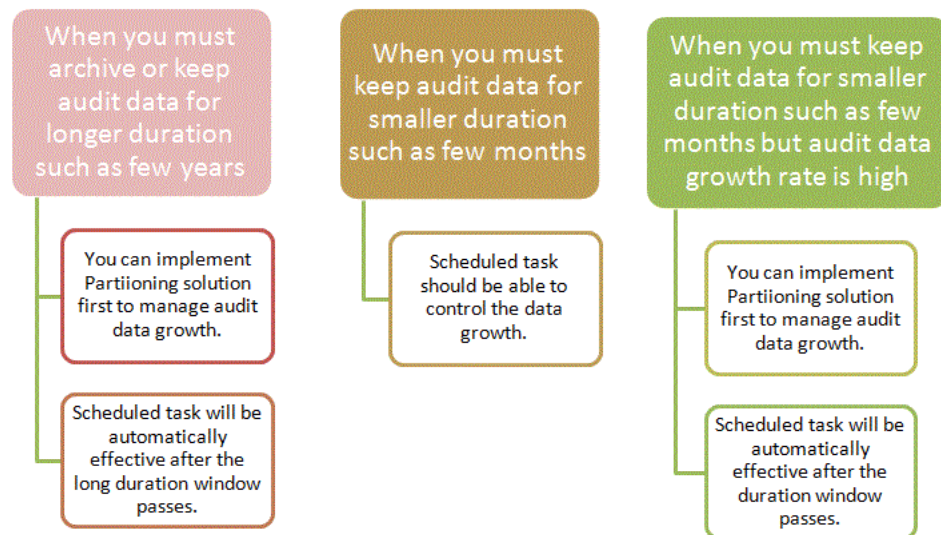 When you must
archive or keep
audit data for
longer duration
such as few years
You can implement
Partiioning solution
first to manage audit
data growth.
Scheduled task will be
automatically
effective after the
long duration window
passes.
When you must
keep audit data for
smaller duration
such as few months
Scheduled task
should be able to
control the data
growth.
When you must keep
audit data for smaller
duration such as few
months but audit data
growth rate is high
You can implement
Partiioning solution
first to manage audit
data growth.
Scheduled task will be
automatically
effective after the
duration window
passes.